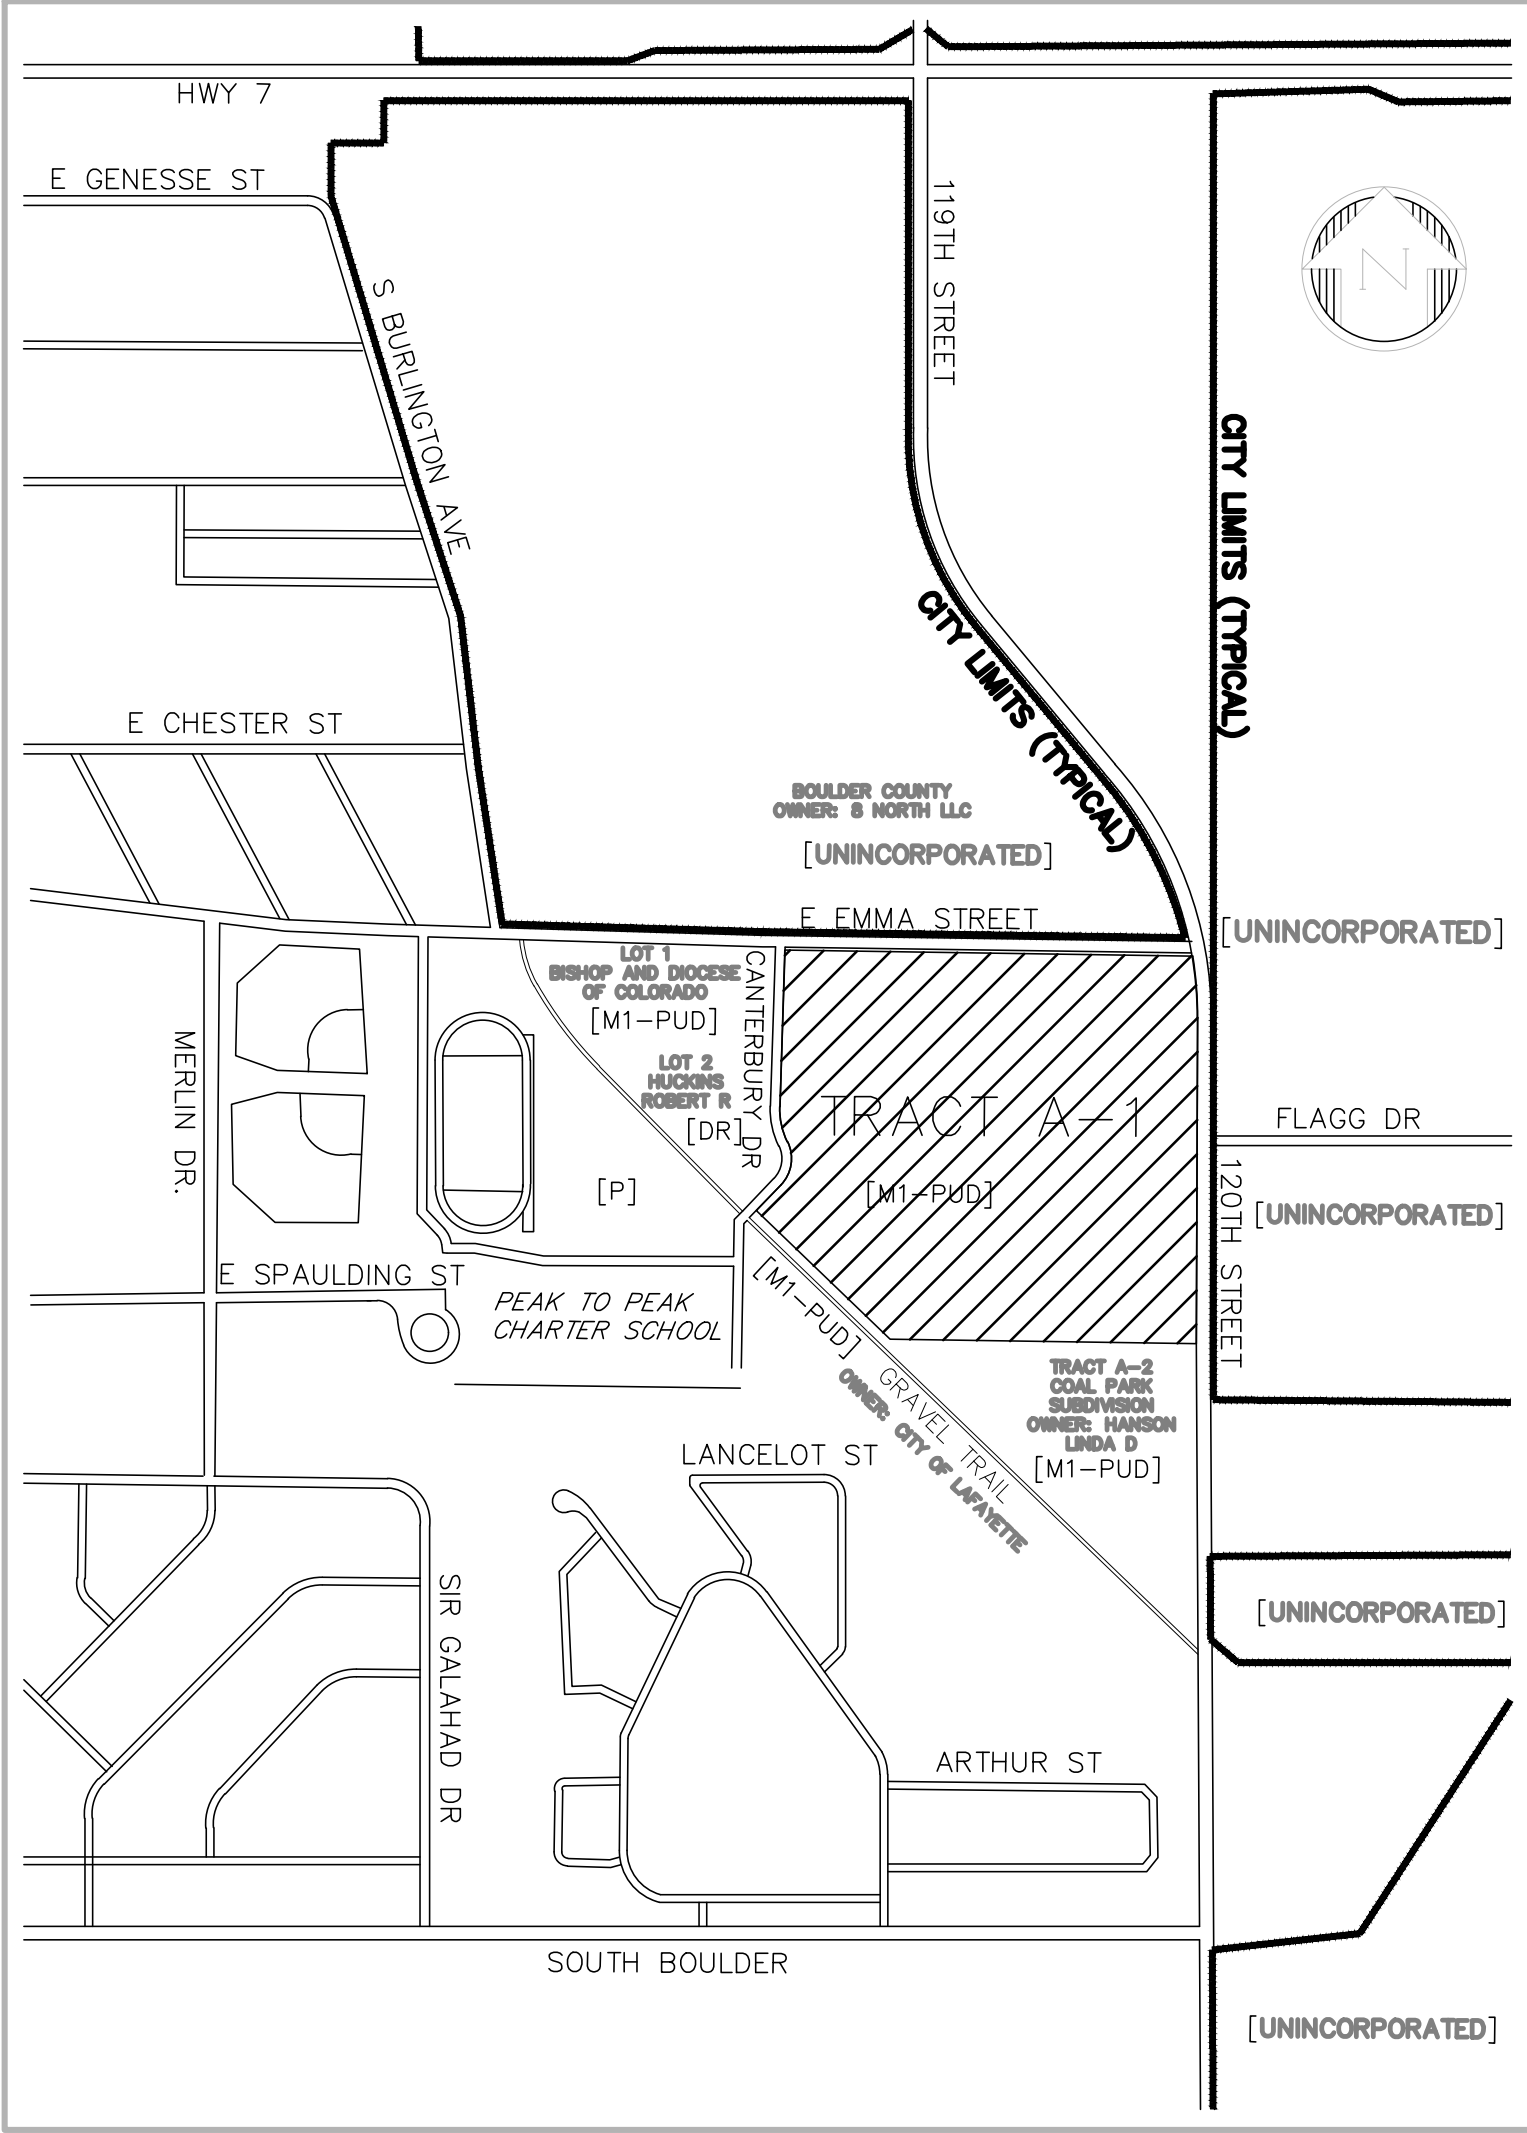 HWY 7
E GENESSE ST
119TH STREET
N
S BURLINGTON AVE
CITY LIMITS (TYPICAL)
CITY LIMITS (TYPICAL)
E CHESTER ST
BOULDER COUNTY
OWNER: 8 NORTH LLC
[UNINCORPORATED]
E EMMA STREET
[UNINCORPORATED]
LOT 1
BISHOP AND DIOCESE
OF COLORADO
[M1-PUD]
CANTERBURY DR
MERLIN DR.
LOT 2
HUCKINS
ROBERT R
[DR]
TRACT A-1
[M1-PUD]
FLAGG DR
120TH STREET
[UNINCORPORATED]
[P]
E SPAULDING ST
PEAK TO PEAK
CHARTER SCHOOL
[M1-PUD]
GRAVEL TRAIL
OWNER: CITY OF LAFAYETTE
TRACT A-2
COAL PARK
SUBDIVISION
OWNER: HANSON
LINDA D
[M1-PUD]
LANCELOT ST
SIR GALAHAD DR
[UNINCORPORATED]
ARTHUR ST
SOUTH BOULDER
[UNINCORPORATED]